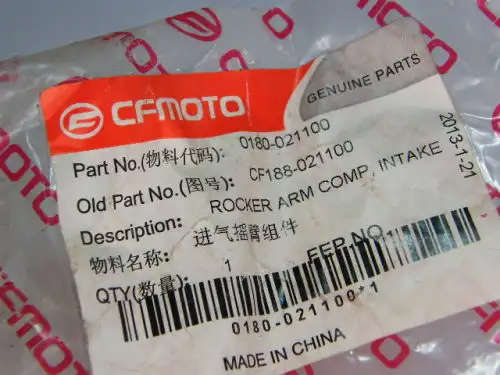 CFMOTO
GENUINE PARTS
Part No.(物料代码): 0180-021100
Old Part No.(图号): CF188-021100
Description: ROCKER ARM COMP, INTAKE
物料名称: 进气摇臂组件
QTY(数量): 1
FEP NO
0180-021100*1
MADE IN CHINA
2013-1-21
CFMOTO